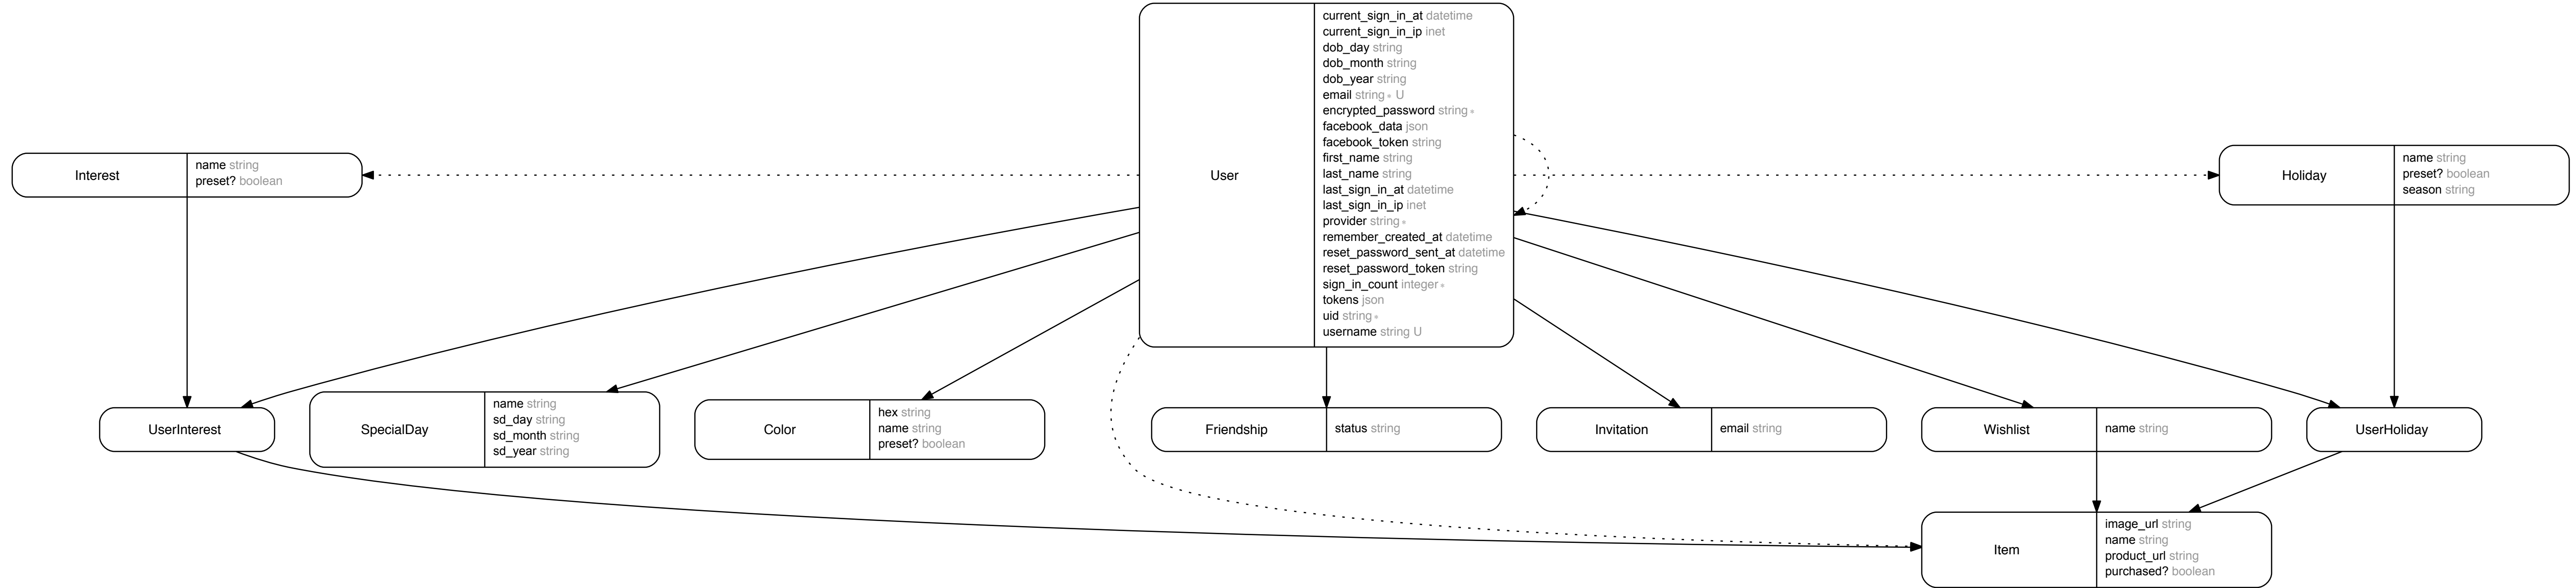 User
current_sign_in_at datetime
current_sign_in_ip inet
dob_day string
dob_month string
dob_year string
email string * U
encrypted_password string *
facebook_data json
facebook_token string
first_name string
last_name string
last_sign_in_at datetime
last_sign_in_ip inet
provider string *
remember_created_at datetime
reset_password_sent_at datetime
reset_password_token string
sign_in_count integer *
tokens json
uid string *
username string U
Interest
name string
preset? boolean
Holiday
name string
preset? boolean
season string
UserInterest
SpecialDay
name string
sd_day string
sd_month string
sd_year string
Color
hex string
name string
preset? boolean
Friendship
status string
Invitation
email string
Wishlist
name string
UserHoliday
Item
image_url string
name string
product_url string
purchased? boolean